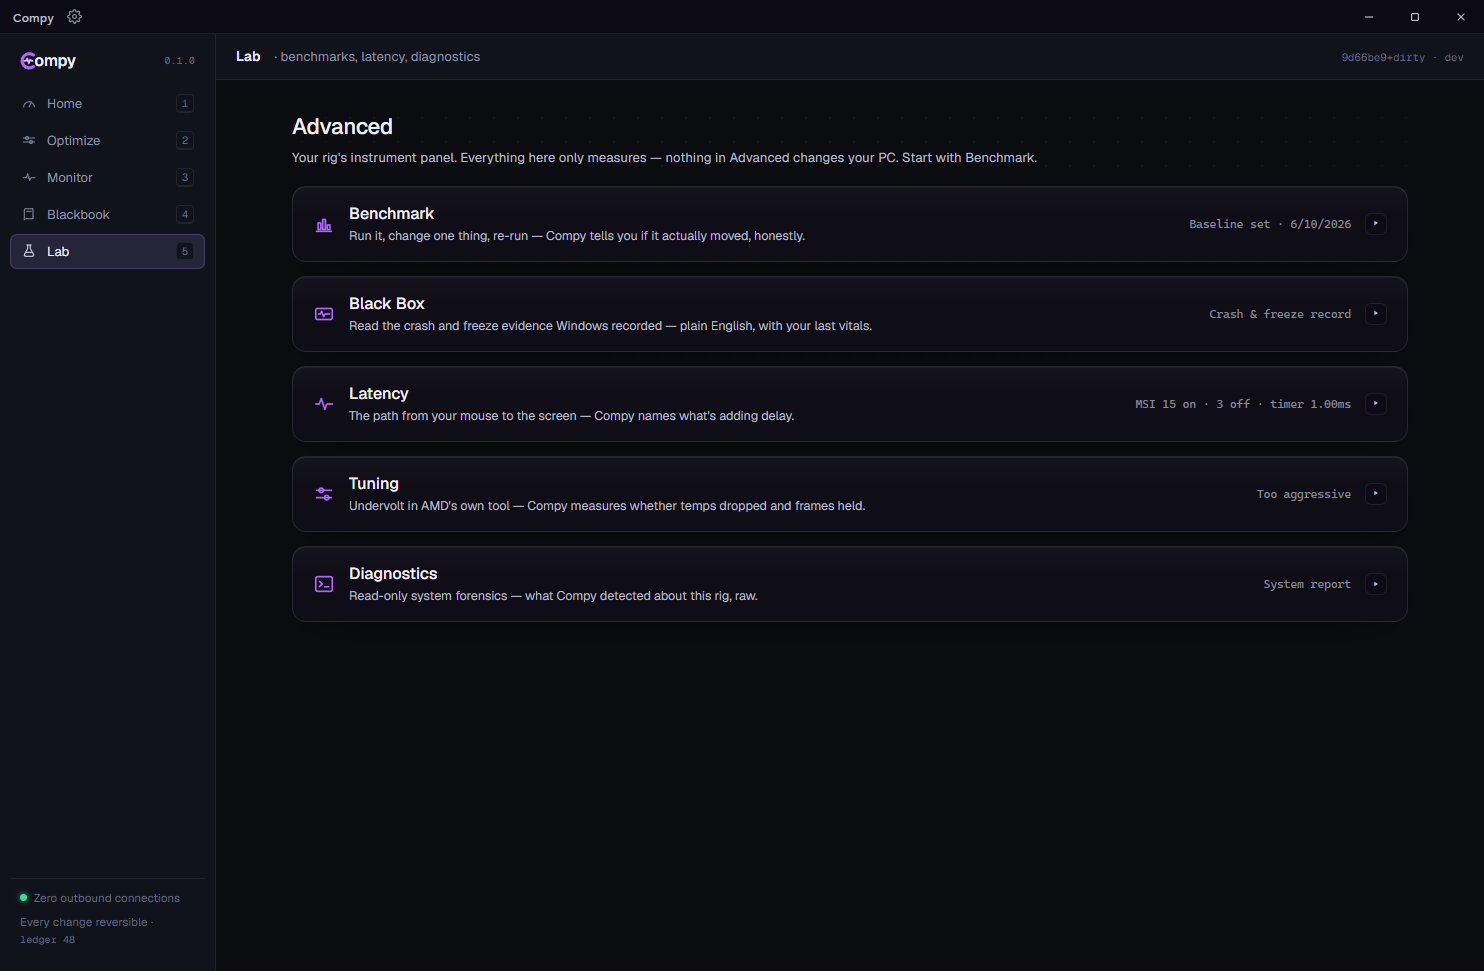 Compy
Compy 0.1.0
Home 1
Optimize 2
Monitor 3
Blackbook 4
Lab 5
Zero outbound connections
Every change reversible ·
ledger 48
Lab · benchmarks, latency, diagnostics
9d66be9+dirty · dev
Advanced
Your rig's instrument panel. Everything here only measures — nothing in Advanced changes your PC. Start with Benchmark.
Benchmark
Run it, change one thing, re-run — Compy tells you if it actually moved, honestly.
Baseline set · 6/10/2026
Black Box
Read the crash and freeze evidence Windows recorded — plain English, with your last vitals.
Crash & freeze record
Latency
The path from your mouse to the screen — Compy names what's adding delay.
MSI 15 on · 3 off · timer 1.00ms
Tuning
Undervolt in AMD's own tool — Compy measures whether temps dropped and frames held.
Too aggressive
Diagnostics
Read-only system forensics — what Compy detected about this rig, raw.
System report